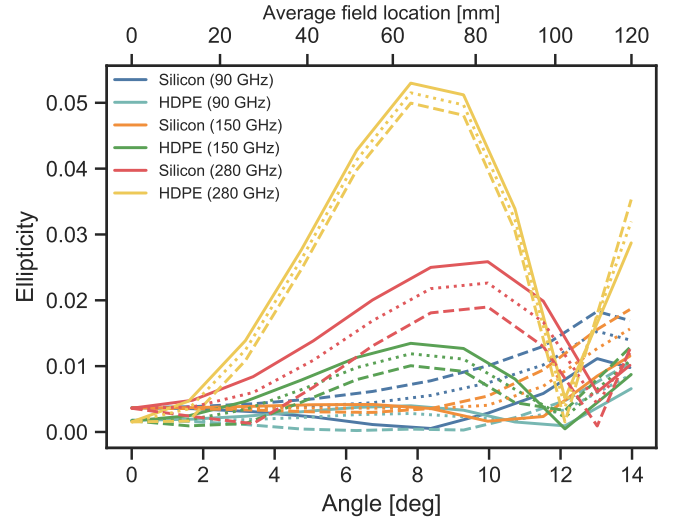 Average field location [mm]
0 20 40 60 80 100 120
Silicon (90 GHz)
HDPE (90 GHz)
Silicon (150 GHz)
HDPE (150 GHz)
Silicon (280 GHz)
HDPE (280 GHz)
0.05
0.04
0.03
0.02
0.01
0.00
Ellipticity
0 2 4 6 8 10 12 14
Angle [deg]